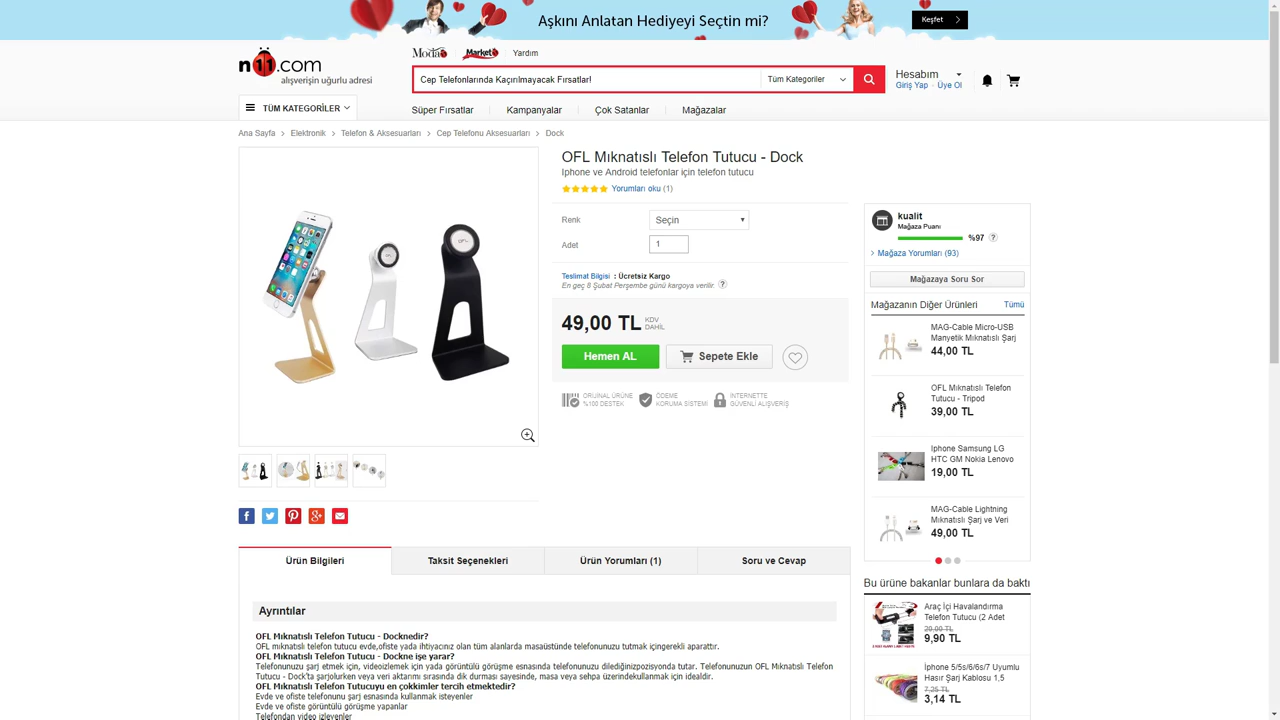 Aşkını Anlatan Hediyeyi Seçtin mi?
Keşfet
n11.com
alışverişin uğurlu adresi
Moda
Market
Yardım
Cep Telefonlarında Kaçırılmayacak Fırsatlar!
Tüm Kategoriler
Hesabım
Giriş Yap - Üye Ol
TÜM KATEGORİLER
Süper Fırsatlar
Kampanyalar
Çok Satanlar
Mağazalar
Ana Sayfa > Elektronik > Telefon & Aksesuarları > Cep Telefonu Aksesuarları > Dock
OFL Mıknatıslı Telefon Tutucu - Dock
Iphone ve Android telefonlar için telefon tutucu
Yorumları oku (1)
Renk
Seçin
Adet
1
Teslimat Bilgisi : Ücretsiz Kargo
En geç 8 Şubat Perşembe günü kargoya verilir. ?
49,00 TL KDV
DAHİL
Hemen AL
Sepete Ekle
ORİJİNAL ÜRÜNE
%100 DESTEK
ÖDEME
KORUMA SİSTEMİ
İNTERNETTE
GÜVENLİ ALIŞVERİŞ
OFL
kualit
Mağaza Puanı
%97 ?
Mağaza Yorumları (93)
Mağazaya Soru Sor
Mağazanın Diğer Ürünleri
Tümü
MAG-Cable Micro-USB
Manyetik Mıknatıslı Şarj
44,00 TL
OFL Mıknatıslı Telefon
Tutucu - Tripod
39,00 TL
Iphone Samsung LG
HTC GM Nokia Lenovo
19,00 TL
MAG-Cable Lightning
Mıknatıslı Şarj ve Veri
49,00 TL
Bu ürüne bakanlar bunlara da baktı
Araç İçi Havalandırma
Telefon Tutucu (2 Adet
20,00 TL
9,90 TL
İphone 5/5s/6/6s/7 Uyumlu
Hasır Şarj Kablosu 1,5
7,25 TL
3,14 TL
Ürün Bilgileri
Taksit Seçenekleri
Ürün Yorumları (1)
Soru ve Cevap
Ayrıntılar
OFL Mıknatıslı Telefon Tutucu - Docknedir?
OFL mıknatıslı telefon tutucu evde,ofiste yada ihtiyacınız olan tüm alanlarda masaüstünde telefonunuzu tutmak içingerekli aparattır.
OFL Mıknatıslı Telefon Tutucu - Dockne işe yarar?
Telefonunuzu şarj etmek için, videoizlemek için yada görüntülü görüşme esnasında telefonunuzu dilediğinizpozisyonda tutar. Telefonunuzun OFL Mıknatıslı Telefon
Tutucu - Dck'ta şarjolurken veya veri aktarımı sırasında dik durması sayesinde, masa veya sehpa üzerindekullanmak için idealdir.
OFL Mıknatıslı Telefon Tutucuyu en çokkimler tercih etmektedir?
Evde ve ofiste telefonunu şarj esnasında kullanmak isteyenler
Evde ve ofiste görüntülü görüşme yapanlar
Telefondan video izleyenler